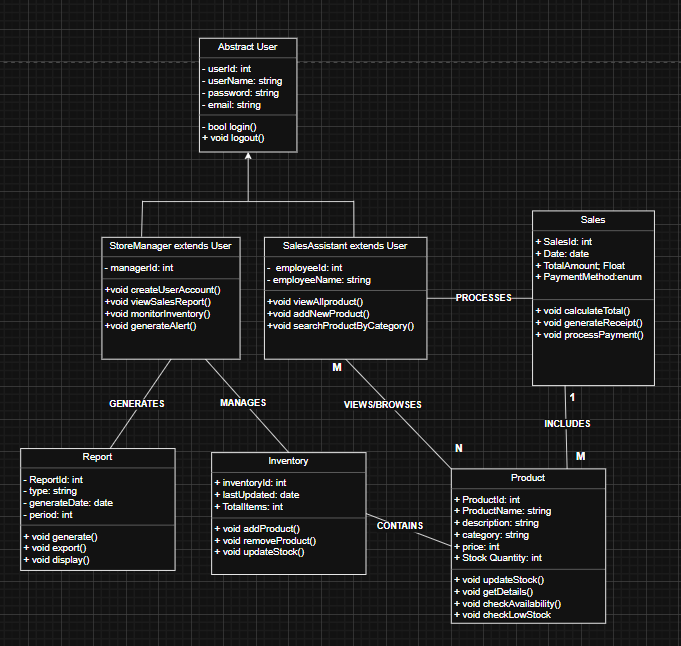 Abstract User
- userId: int
- userName: string
- password: string
- email: string
- bool login()
+ void logout()
StoreManager extends User
- managerId: int
+void createUserAccount()
+void viewSalesReport()
+void monitorInventory()
+void generateAlert()
SalesAssistant extends User
- employeeId: int
- employeeName: string
+void viewAllproduct()
+void addNewProduct()
+void searchProductByCategory()
PROCESSES
Sales
+ SalesId: int
+ Date: date
+ TotalAmount; Float
+ PaymentMethod:enum
+void calculateTotal()
+void generateReceipt()
+ void processPayment()
GENERATES
MANAGES
M
VIEWS/BROWSES
N
1
INCLUDES
M
Report
- ReportId: int
- type: string
- generateDate: date
- period: int
+ void generate()
+ void export()
+ void display()
Inventory
+ inventoryId: int
+ lastUpdated: date
+ TotalItems: int
+ void addProduct()
+ void removeProduct()
+ void updateStock()
CONTAINS
Product
+ ProductId: int
+ ProductName: string
+ description: string
+ category: string
+ price: int
+ Stock Quantity: int
+ void updateStock()
+ void getDetails()
+ void checkAvailability()
+ void checkLowStock